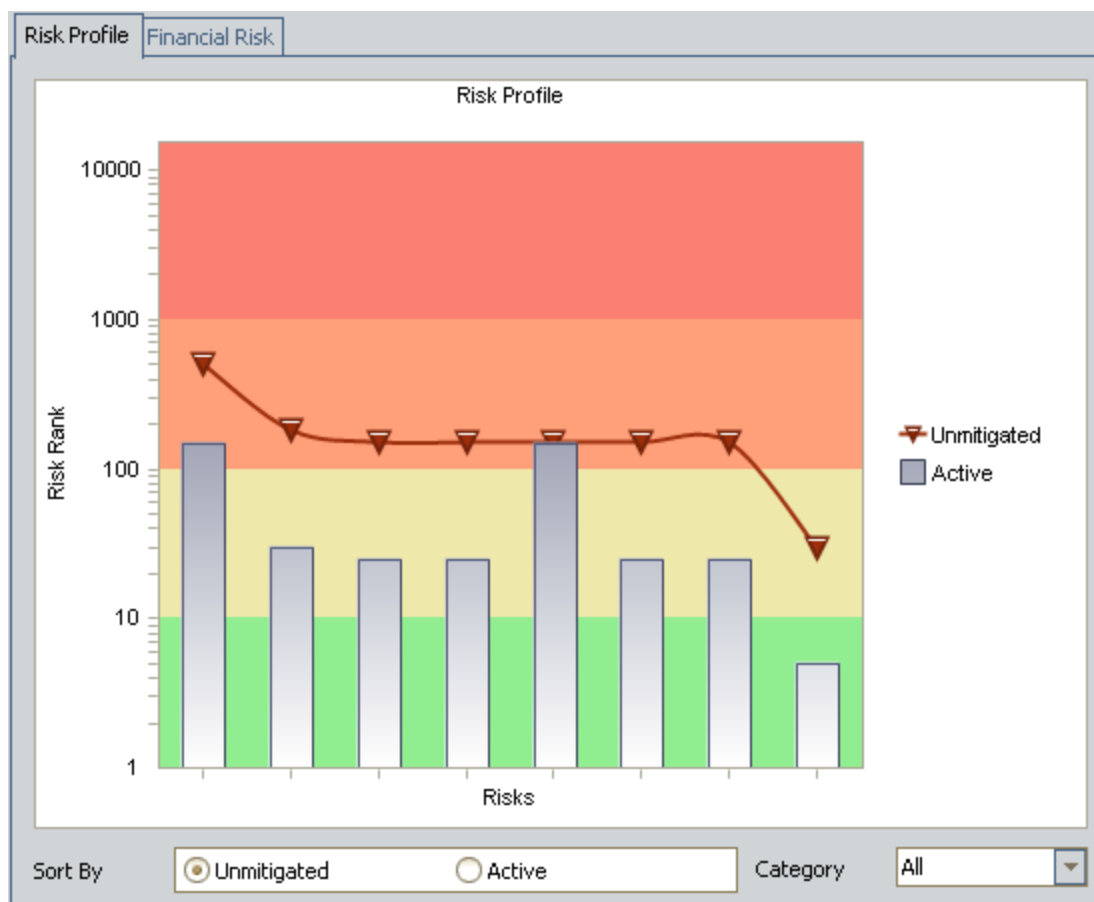 Risk Profile
Financial Risk
Risk Profile
10000
1000
100
10
1
Risk Rank
Risks
Unmitigated
Active
Sort By
Unmitigated
Active
Category
All